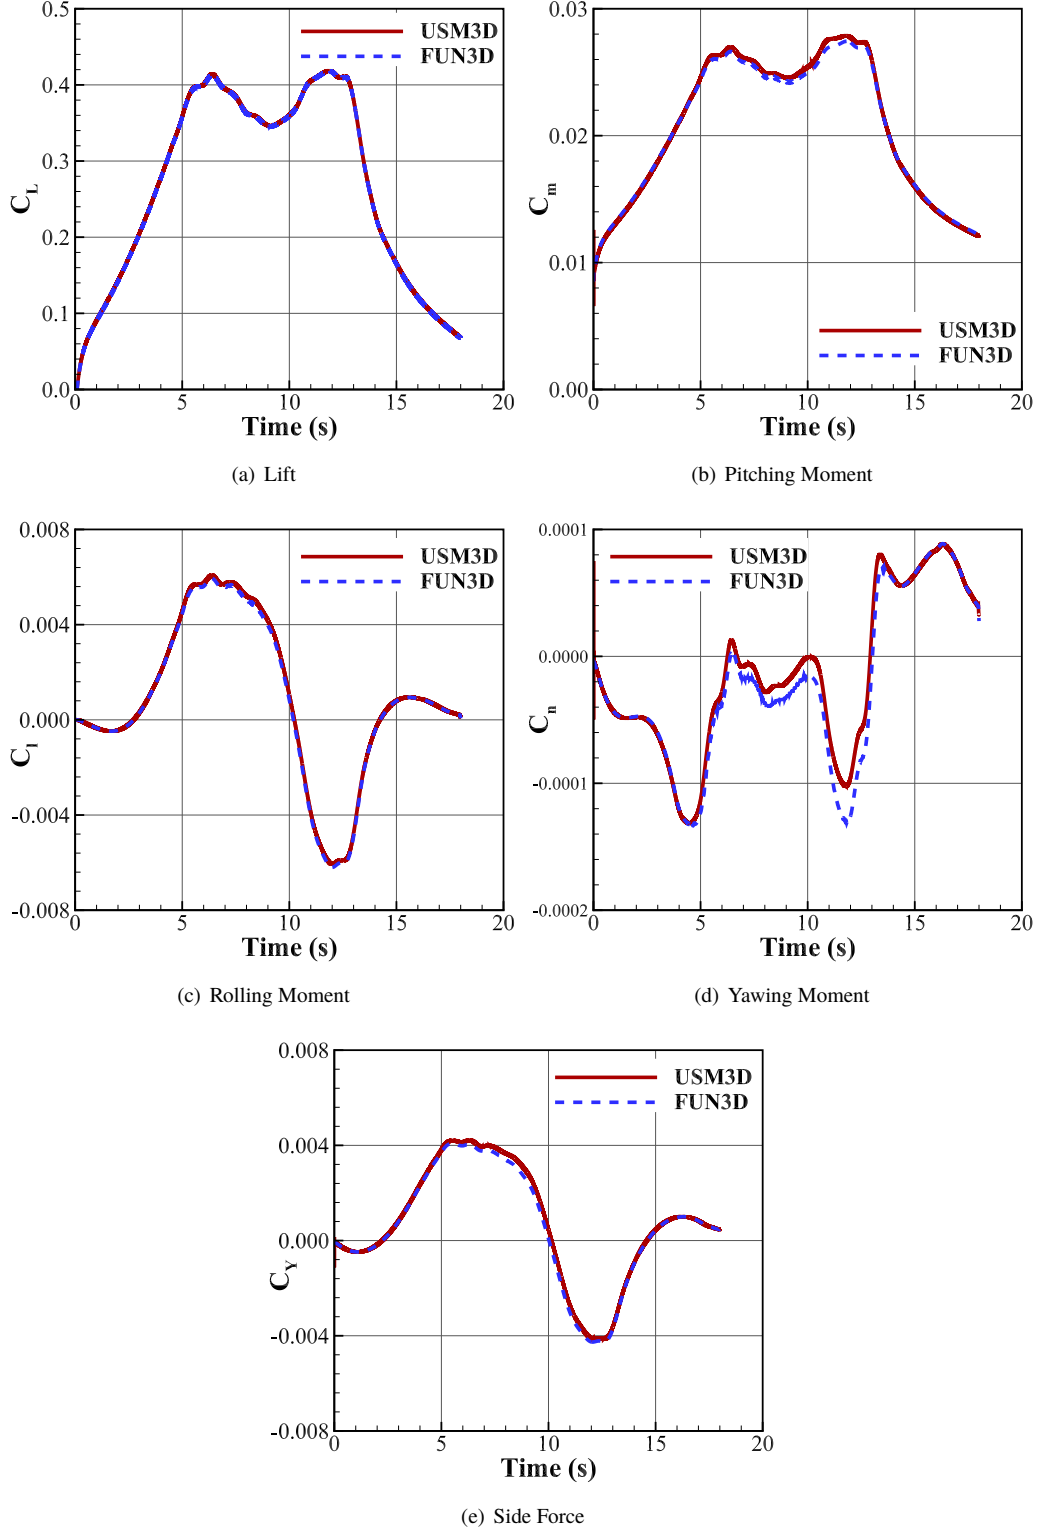 0.5
0.4
0.3
0.2
0.1
0.0
C_L
USM3D
FUN3D
0 5 10 15 20
Time (s)
(a) Lift
0.03
0.02
0.01
0.00
C_m
USM3D
FUN3D
0 5 10 15 20
Time (s)
(b) Pitching Moment
0.008
0.004
0.000
-0.004
-0.008
C_l
USM3D
FUN3D
0 5 10 15 20
Time (s)
(c) Rolling Moment
0.0001
0.0000
-0.0001
-0.0002
C_n
USM3D
FUN3D
0 5 10 15 20
Time (s)
(d) Yawing Moment
0.008
0.004
0.000
-0.004
-0.008
C_Y
USM3D
FUN3D
0 5 10 15 20
Time (s)
(e) Side Force